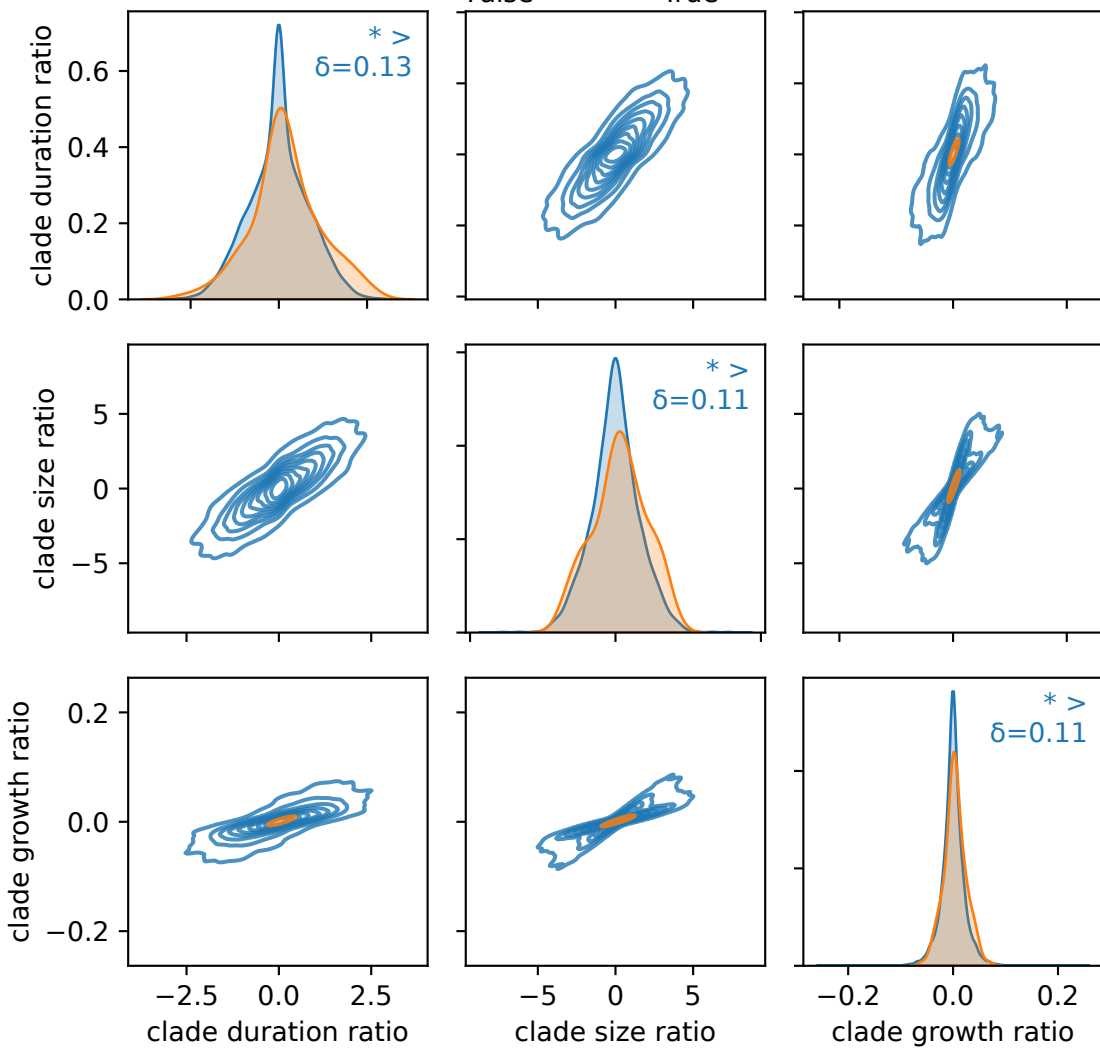 False True
clade duration ratio
0.6
0.4
0.2
0.0
* >
δ=0.13
clade size ratio
5
0
−5
* >
δ=0.11
clade growth ratio
0.2
0.0
−0.2
* >
δ=0.11
−2.5 0.0 2.5
−5 0 5
−0.2 0.0 0.2
clade duration ratio
clade size ratio
clade growth ratio